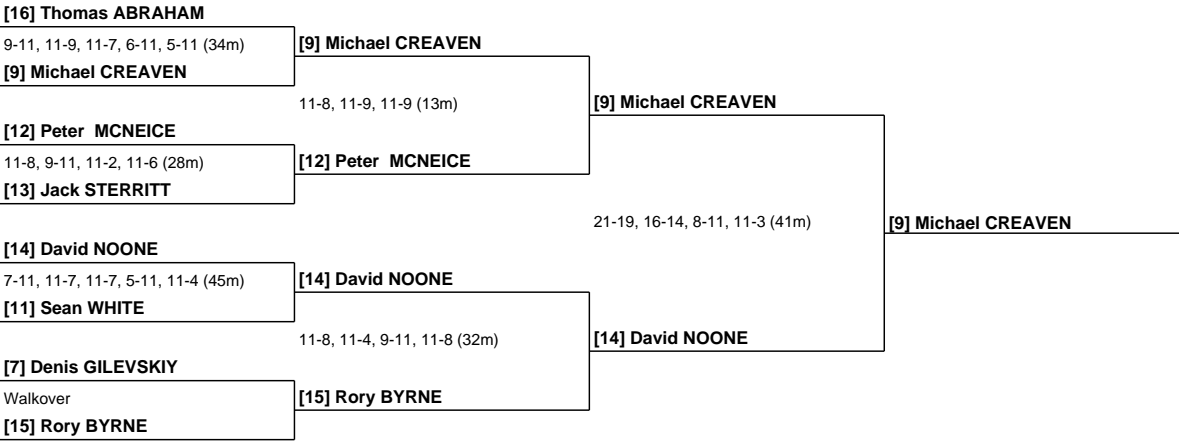 [16] Thomas ABRAHAM
9-11, 11-9, 11-7, 6-11, 5-11 (34m)
[9] Michael CREAVEN
[12] Peter  MCNEICE
11-8, 9-11, 11-2, 11-6 (28m)
[13] Jack STERRITT
[14] David NOONE
7-11, 11-7, 11-7, 5-11, 11-4 (45m)
[11] Sean WHITE
[7] Denis GILEVSKIY
Walkover
[15] Rory BYRNE
[9] Michael CREAVEN
11-8, 11-9, 11-9 (13m)
[12] Peter  MCNEICE
[14] David NOONE
11-8, 11-4, 9-11, 11-8 (32m)
[15] Rory BYRNE
[9] Michael CREAVEN
21-19, 16-14, 8-11, 11-3 (41m)
[14] David NOONE
[9] Michael CREAVEN